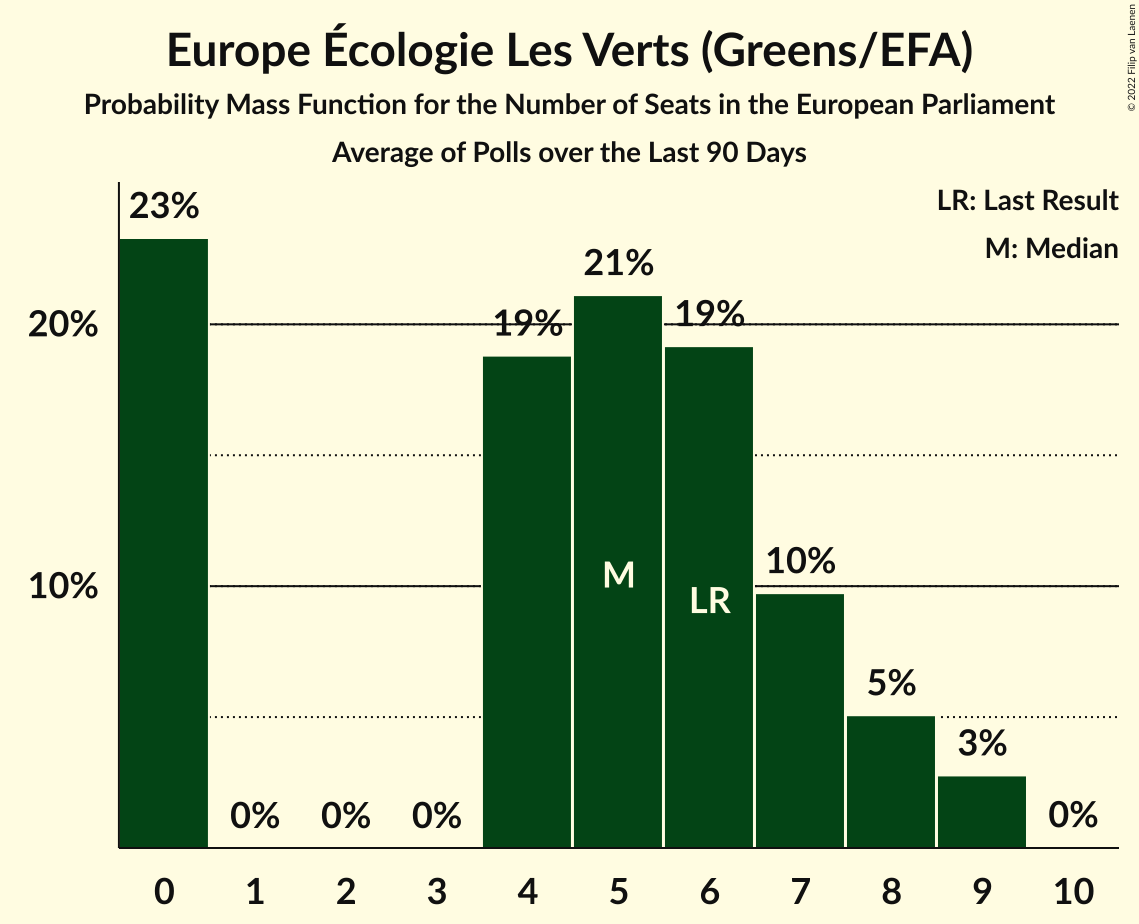 Europe Écologie Les Verts (Greens/EFA)
Probability Mass Function for the Number of Seats in the European Parliament
Average of Polls over the Last 90 Days
© 2022 Filip van Laenen
LR: Last Result
M: Median
23%
0%
0%
0%
19%
21%
19%
10%
5%
3%
0%
20%
10%
M
LR
0 1 2 3 4 5 6 7 8 9 10